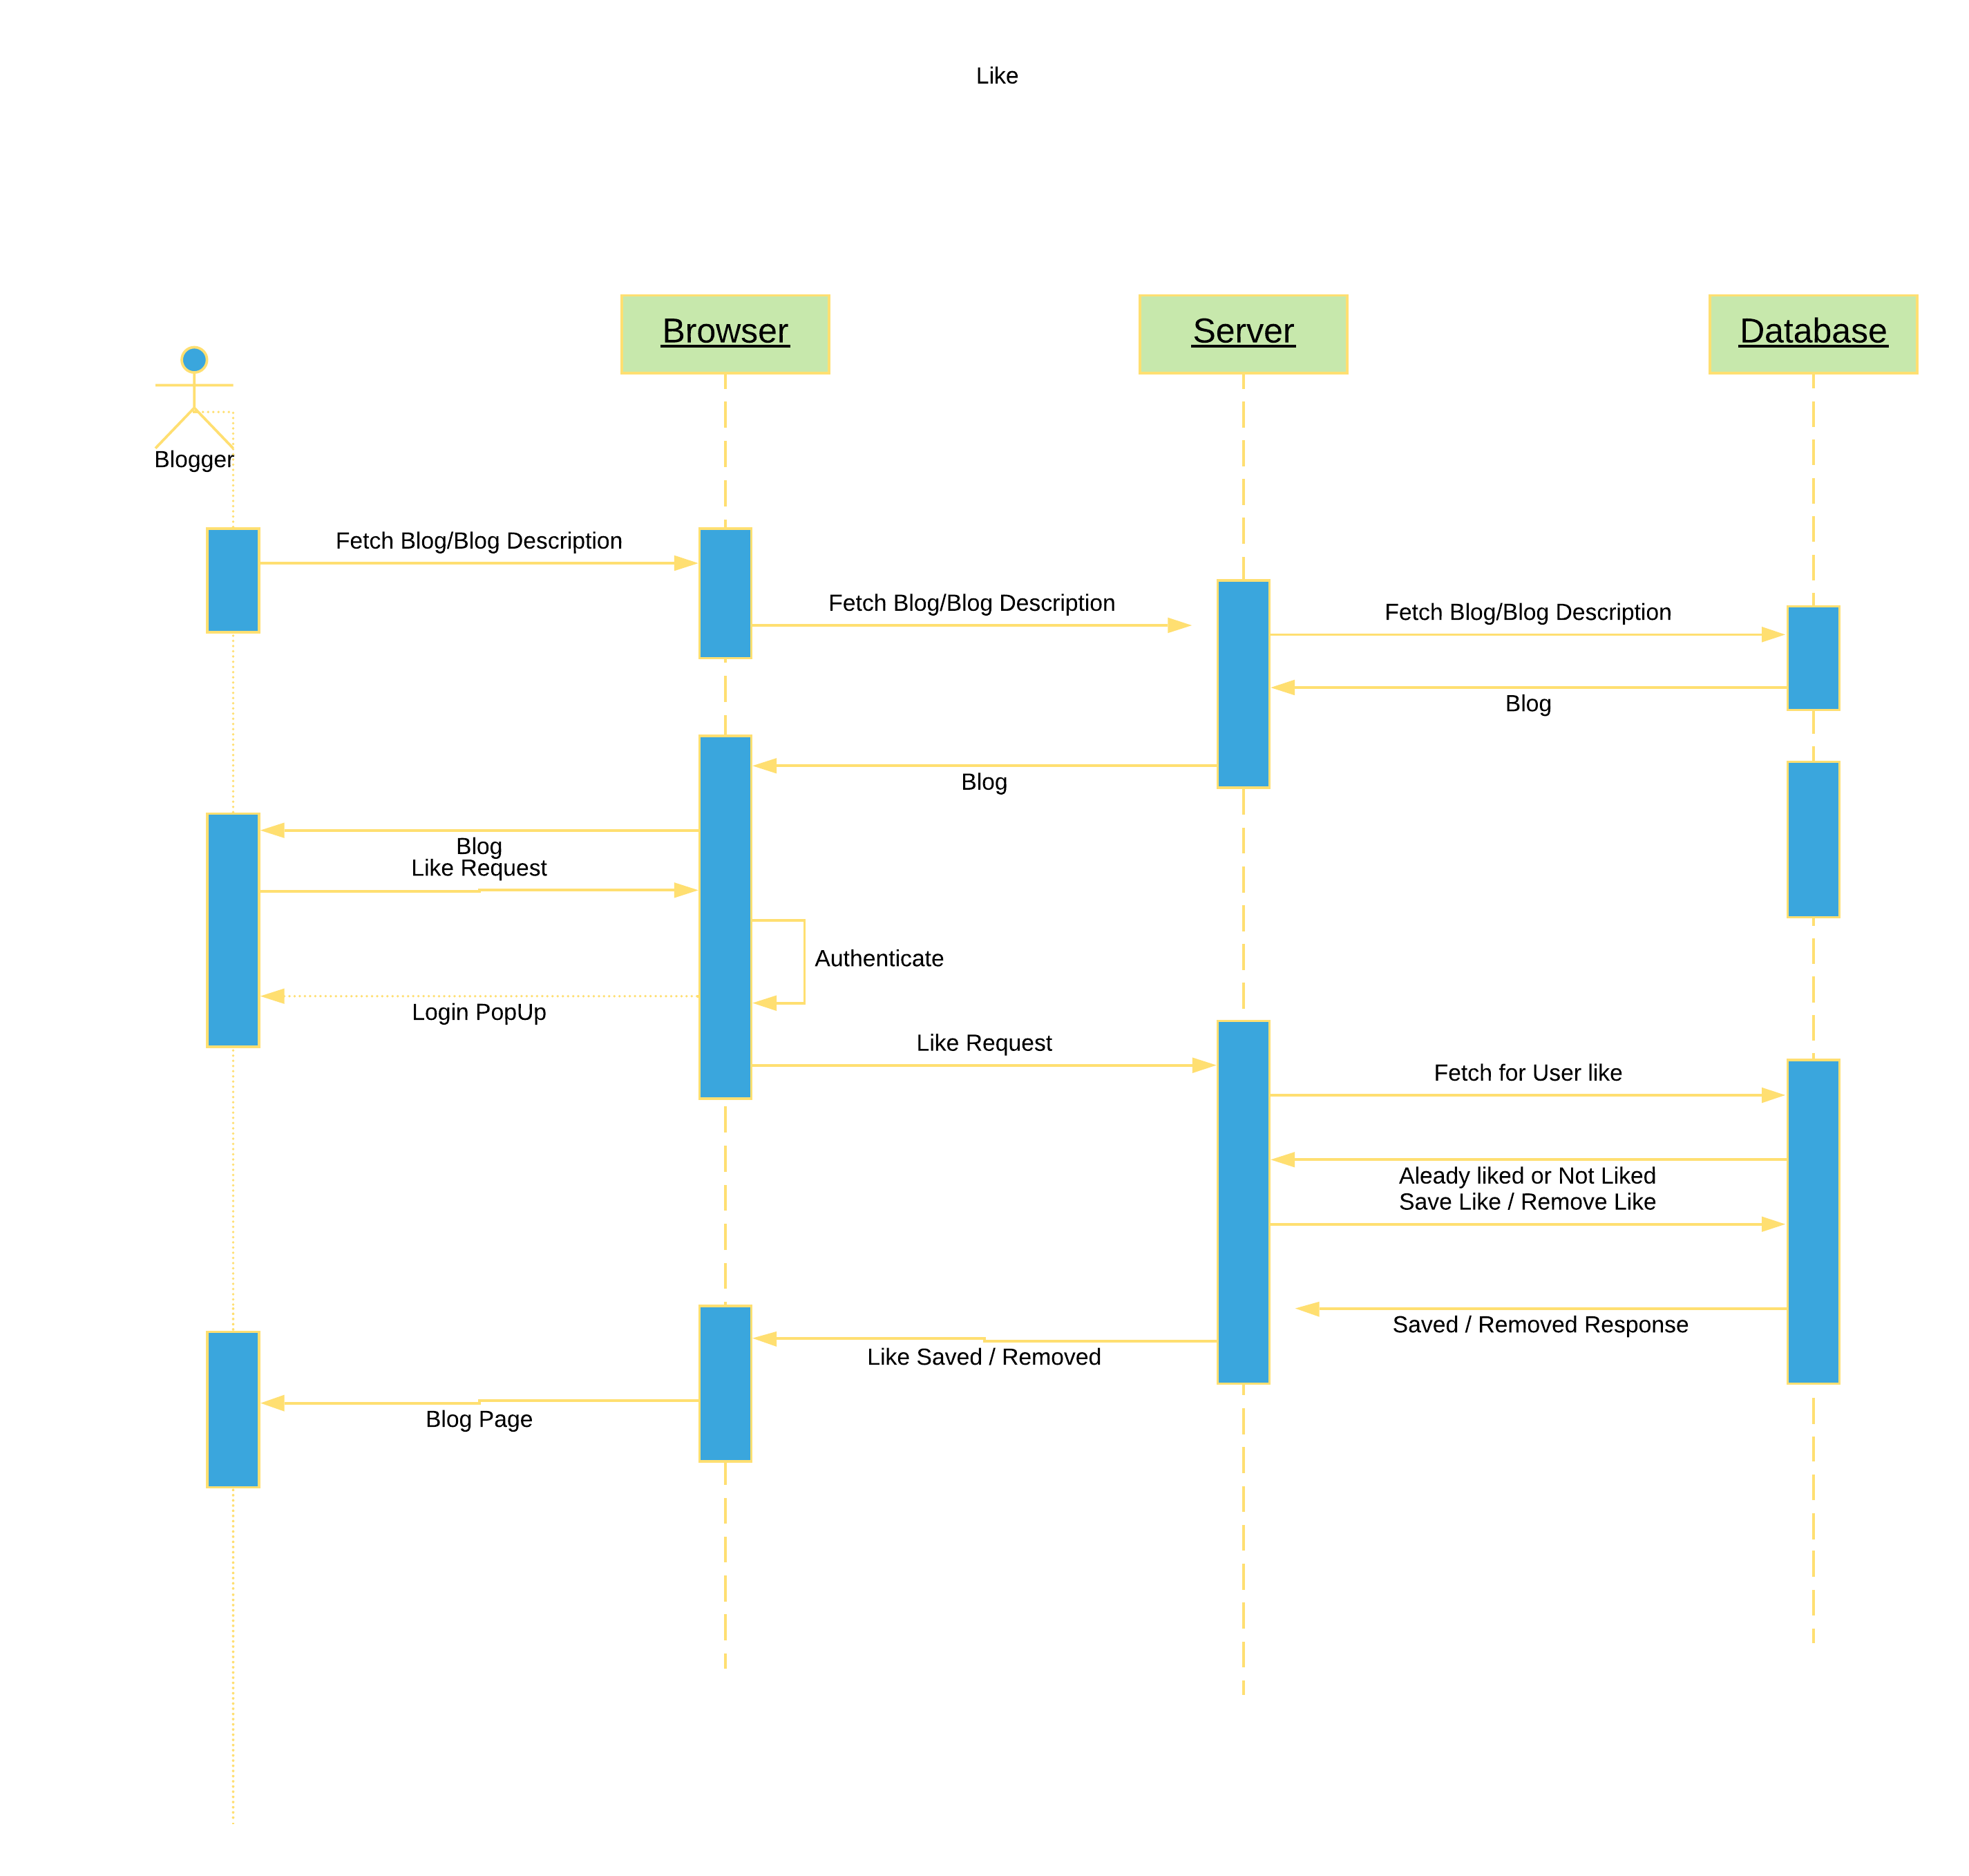 Like
Browser
Server
Database
Blogger
Fetch Blog/Blog Description
Fetch Blog/Blog Description
Fetch Blog/Blog Description
Blog
Blog
Blog
Like Request
Authenticate
Login PopUp
Like Request
Fetch for User like
Aleady liked or Not Liked
Save Like / Remove Like
Saved / Removed Response
Like Saved / Removed
Blog Page